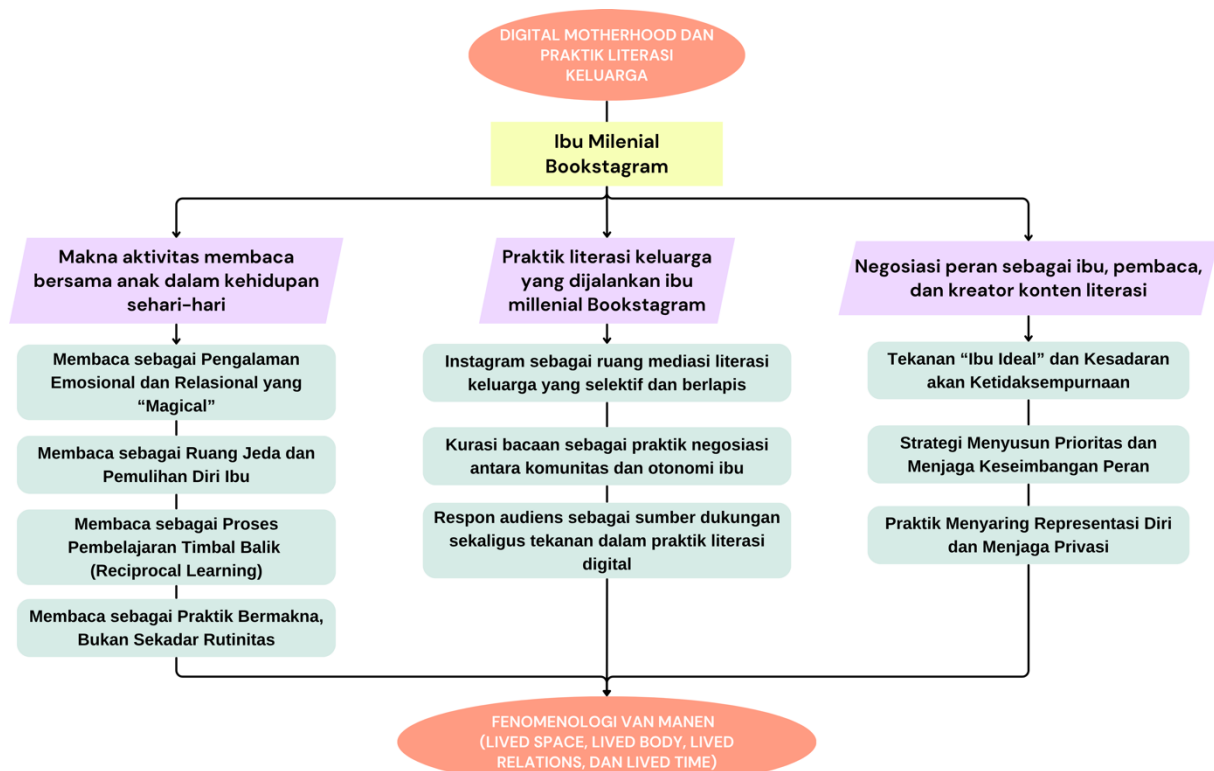 DIGITAL MOTHERHOOD DAN
PRAKTIK LITERASI
KELUARGA
Ibu Milenial
Bookstagram
Makna aktivitas membaca
bersama anak dalam kehidupan
sehari-hari
Membaca sebagai Pengalaman
Emosional dan Relasional yang
“Magical”
Membaca sebagai Ruang Jeda dan
Pemulihan Diri Ibu
Membaca sebagai Proses
Pembelajaran Timbal Balik
(Reciprocal Learning)
Membaca sebagai Praktik Bermakna,
Bukan Sekadar Rutinitas
Praktik literasi keluarga
yang dijalankan ibu
millenial Bookstagram
Instagram sebagai ruang mediasi literasi
keluarga yang selektif dan berlapis
Kurasi bacaan sebagai praktik negosiasi
antara komunitas dan otonomi ibu
Respon audiens sebagai sumber dukungan
sekaligus tekanan dalam praktik literasi
digital
Negosiasi peran sebagai ibu, pembaca,
dan kreator konten literasi
Tekanan “Ibu Ideal” dan Kesadaran
akan Ketidaksempurnaan
Strategi Menyusun Prioritas dan
Menjaga Keseimbangan Peran
Praktik Menyaring Representasi Diri
dan Menjaga Privasi
FENOMENOLOGI VAN MANEN
(LIVED SPACE, LIVED BODY, LIVED
RELATIONS, DAN LIVED TIME)